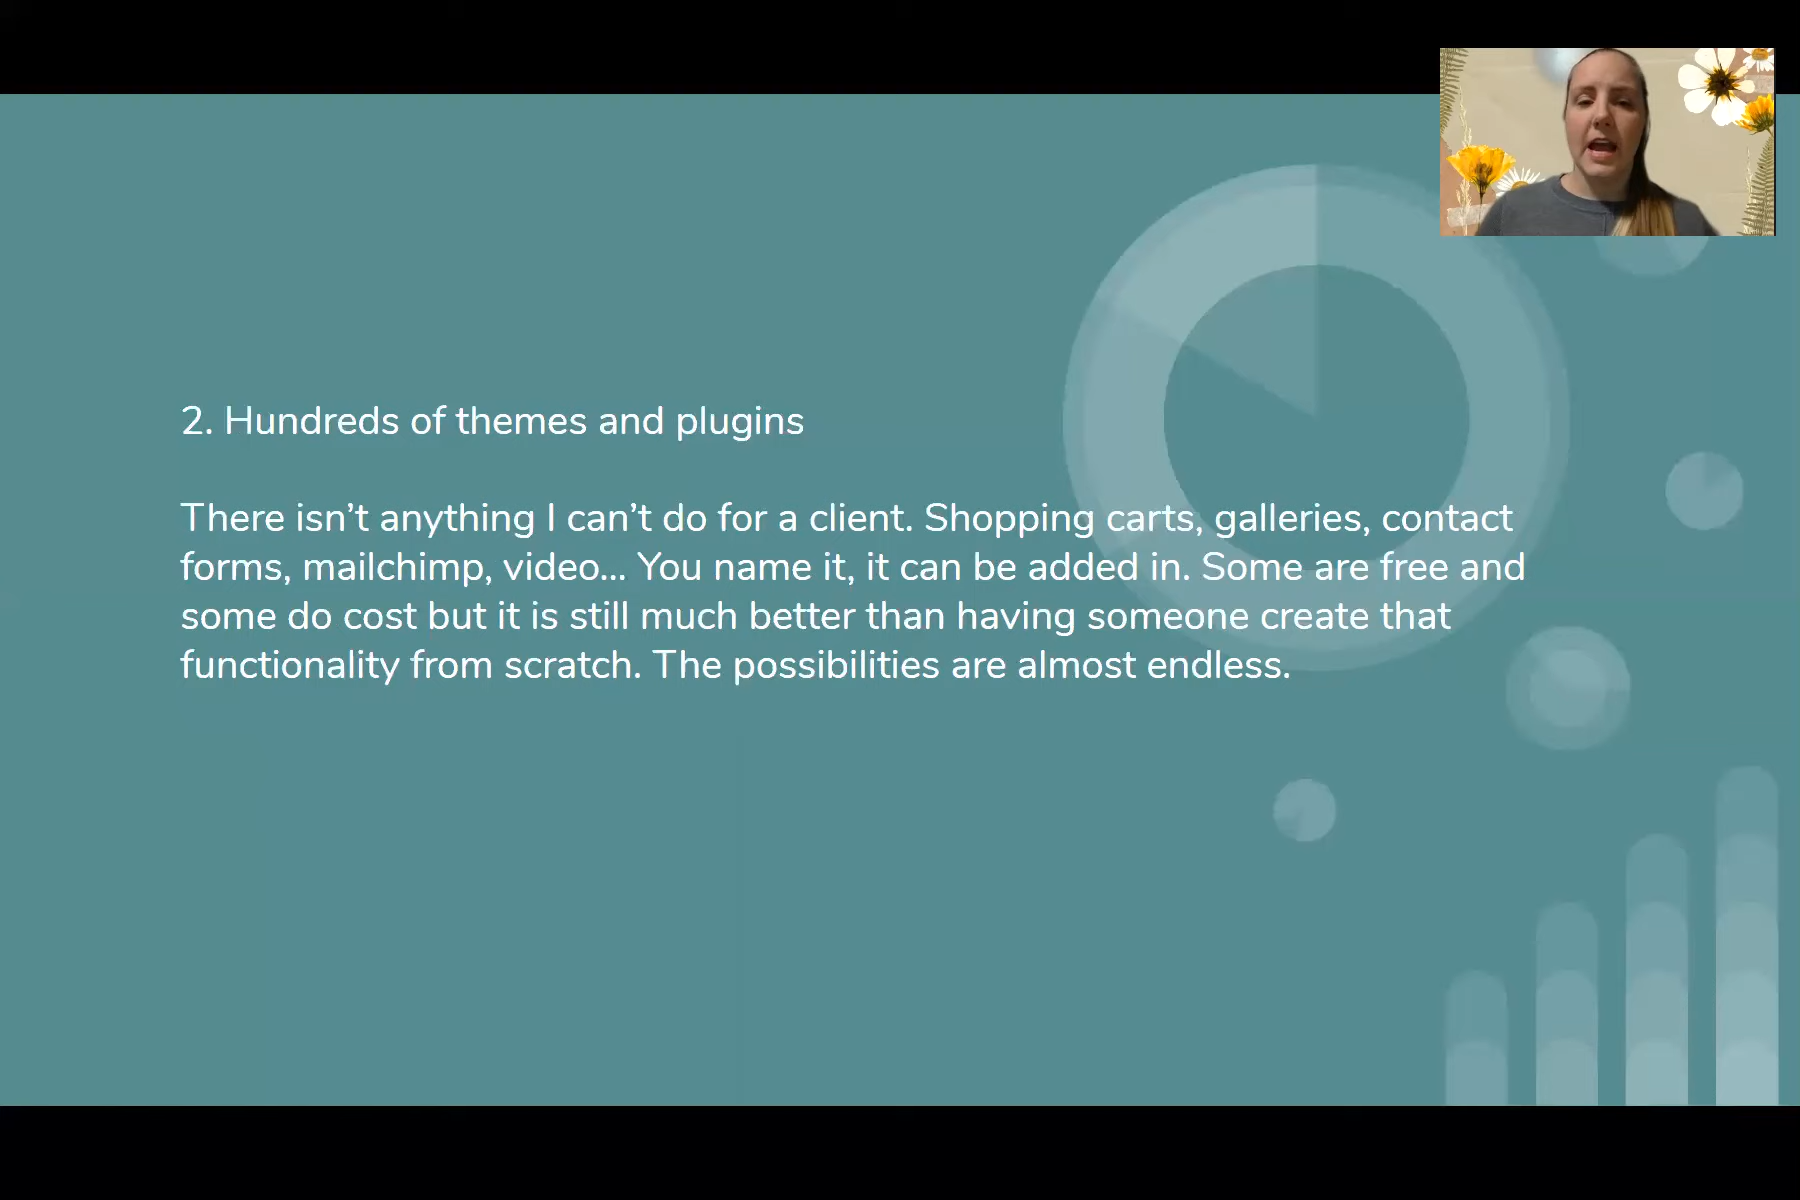 2. Hundreds of themes and plugins
There isn’t anything I can’t do for a client. Shopping carts, galleries, contact
forms, mailchimp, video... You name it, it can be added in. Some are free and
some do cost but it is still much better than having someone create that
functionality from scratch. The possibilities are almost endless.